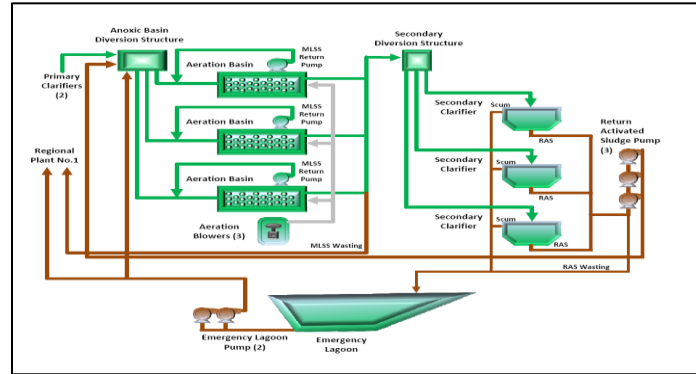 Anoxic Basin
Diversion Structure
Primary
Clarifiers
(2)
Regional
Plant No.1
Aeration Basin
MLSS
Return
Pump
Aeration Basin
MLSS
Return
Pump
Aeration Basin
MLSS
Return
Pump
Aeration
Blowers (3)
MLSS Wasting
Secondary
Diversion Structure
Secondary
Clarifier
Scum
RAS
Secondary
Clarifier
Scum
RAS
Secondary
Clarifier
Scum
RAS
Return
Activated
Sludge Pump
(3)
RAS Wasting
Emergency Lagoon
Pump (2)
Emergency
Lagoon